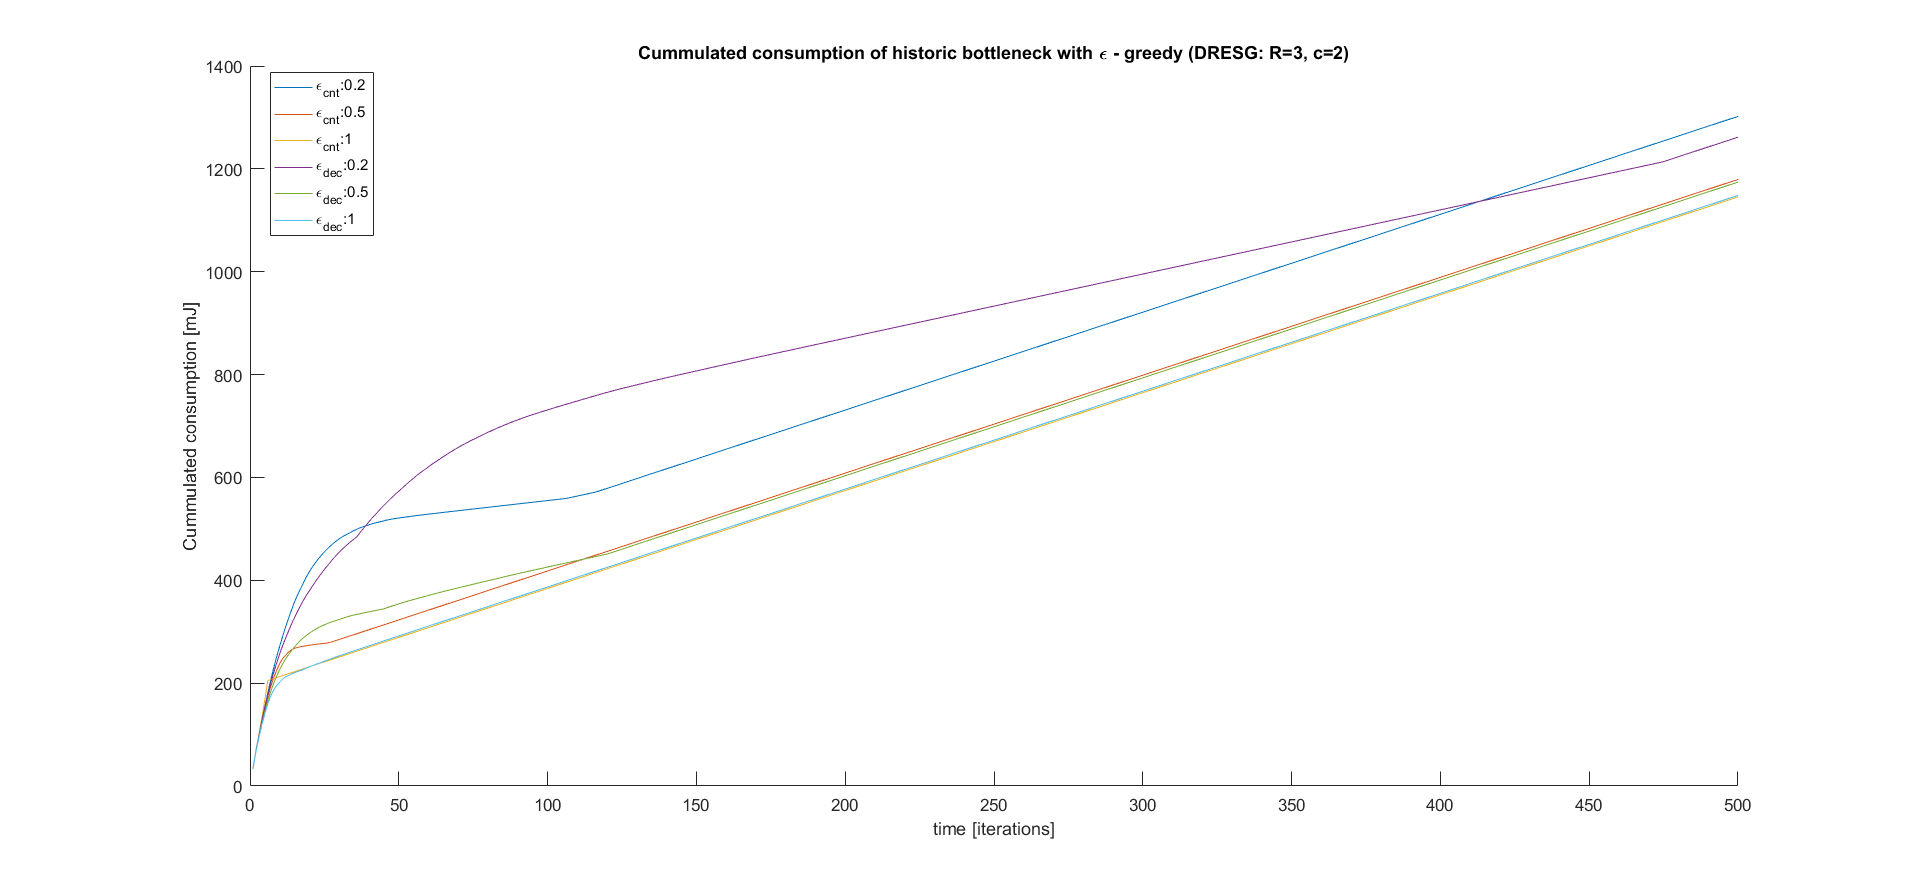 Cummulated consumption of historic bottleneck with ϵ - greedy (DRESG: R=3, c=2)
1400
1200
1000
800
600
400
200
0
Cummulated consumption [mJ]
ϵcnt:0.2
ϵcnt:0.5
ϵcnt:1
ϵdec:0.2
ϵdec:0.5
ϵdec:1
0 50 100 150 200 250 300 350 400 450 500
time [iterations]